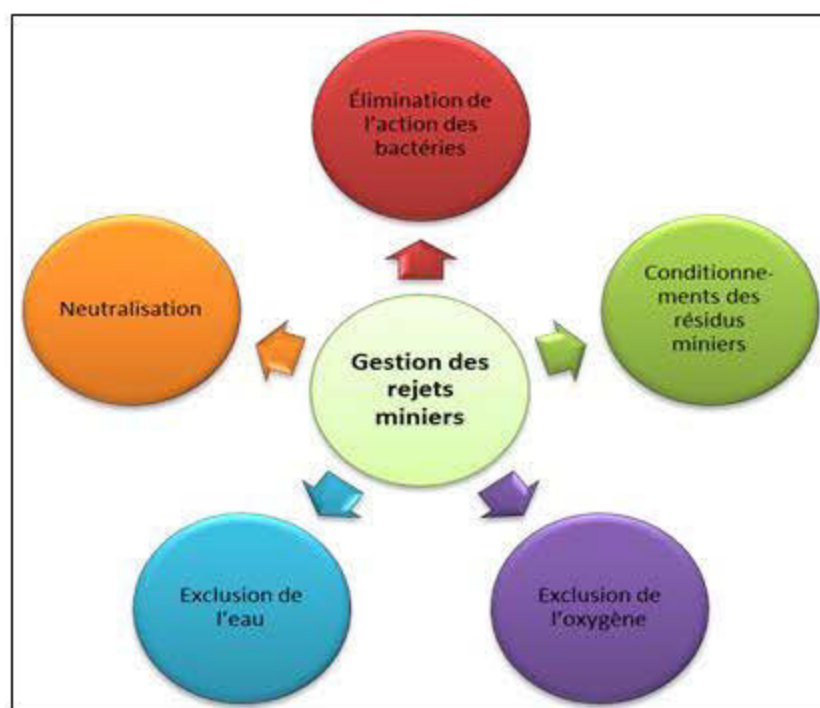 Élimination de
l'action des
bactéries
Conditionne-
ments des
résidus
miniers
Neutralisation
Gestion des
rejets
miniers
Exclusion de
l'eau
Exclusion de
l'oxygène